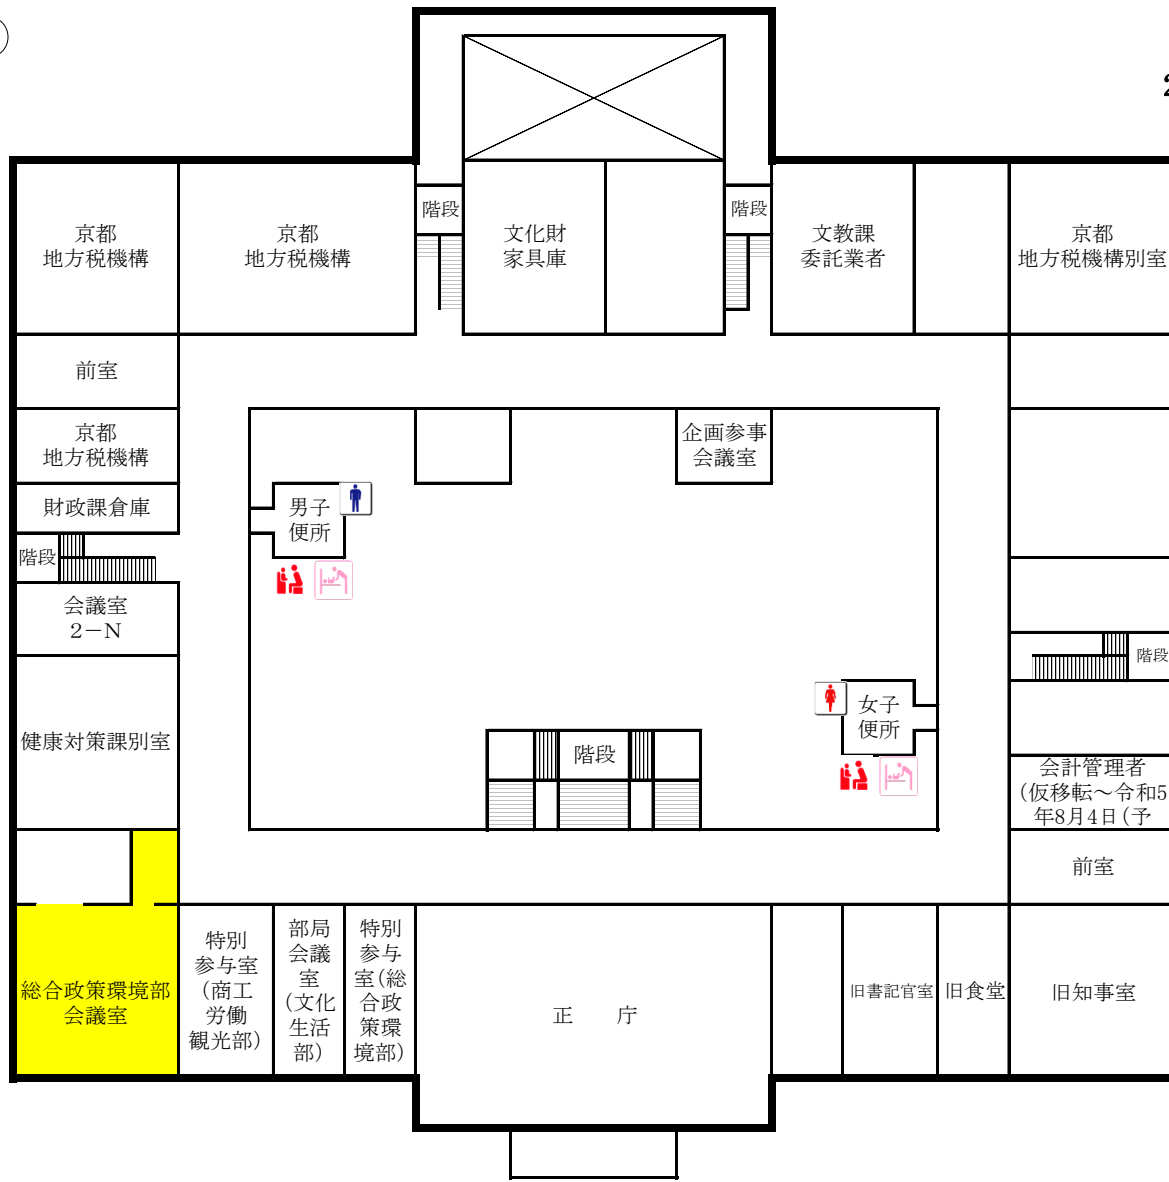 2
京都
地方税機構
京都
地方税機構
階段
文化財
家具庫
階段
文教課
委託業者
京都
地方税機構別室
前室
京都
地方税機構
企画参事
会議室
財政課倉庫
男子
便所
階段
会議室
2－N
階段
健康対策課別室
女子
便所
階段
会計管理者
(仮移転～令和5
年8月4日(予
前室
総合政策環境部
会議室
特別
参与室
(商工
労働
観光部)
部局
会議
室
(文化
生活
部)
特別
参与
室(総
合政
策環
境部)
正　庁
旧書記官室
旧食堂
旧知事室